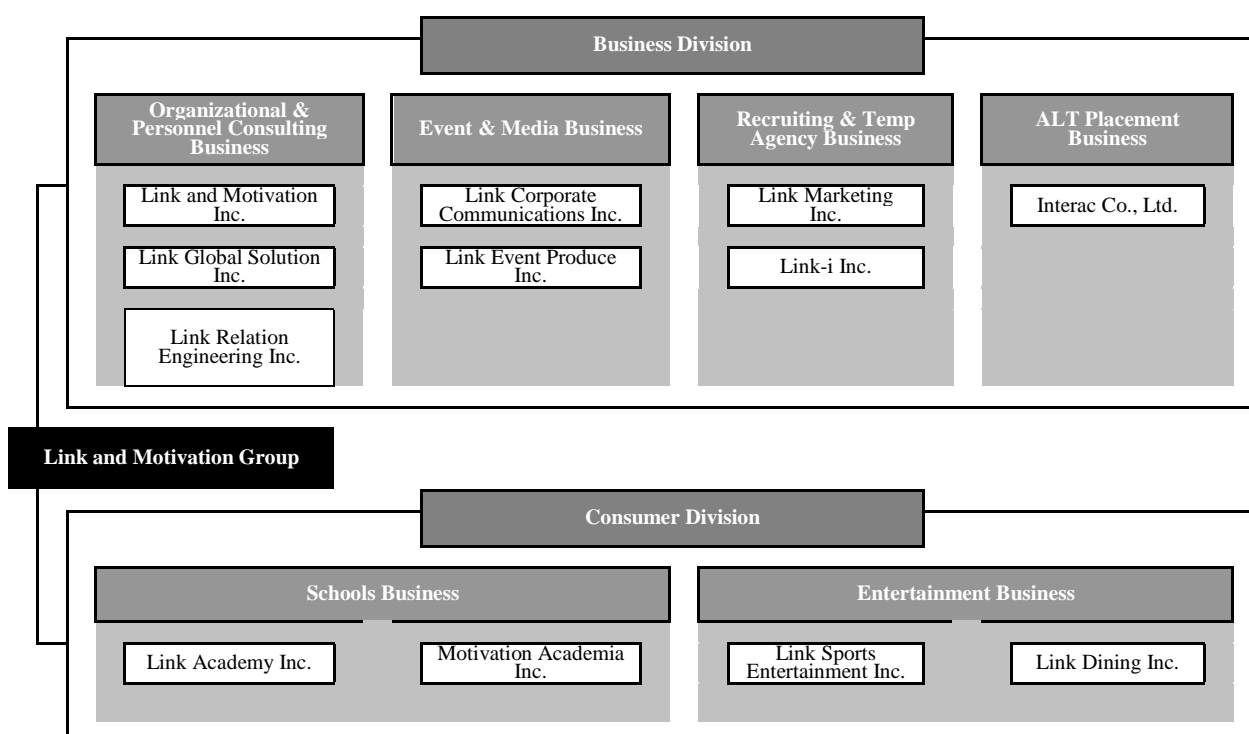 Business Division
Organizational &
Personnel Consulting
Business
Event & Media Business
Recruiting & Temp
Agency Business
ALT Placement
Business
Link and Motivation
Inc.
Link Global Solution
Inc.
Link Relation
Engineering Inc.
Link Corporate
Communications Inc.
Link Event Produce
Inc.
Link Marketing
Inc.
Link-i Inc.
Interac Co., Ltd.
Link and Motivation Group
Consumer Division
Schools Business
Entertainment Business
Link Academy Inc.
Motivation Academia
Inc.
Link Sports
Entertainment Inc.
Link Dining Inc.